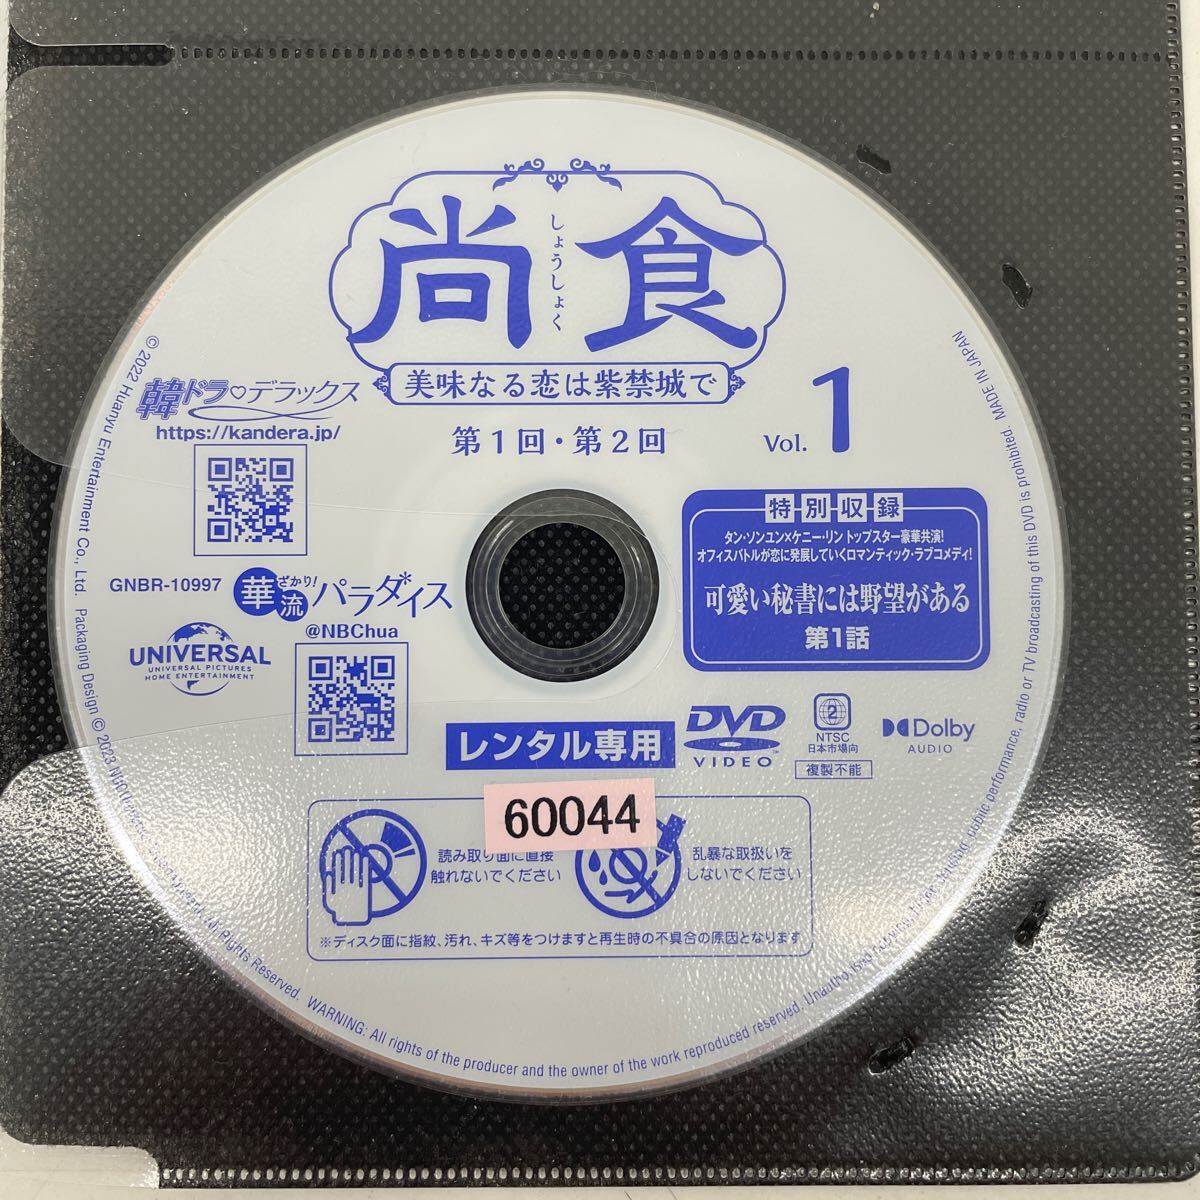 尚食
しょうしょく
美味なる恋は紫禁城で
第1回・第2回
Vol. 1
韓ドラ♡デラックス
https://kandera.jp/
GNBR-10997
華流ざかり!パラダイス
@NBChua
UNIVERSAL
UNIVERSAL PICTURES
HOME ENTERTAINMENT
特別収録
タン・ソンユン×ケニー・リン トップスター豪華共演!
オフィスバトルが恋に発展していくロマンティック・ラブコメディ!
可愛い秘書には野望がある
第1話
レンタル専用
DVD
VIDEO
2
NTSC
日本市場向
複製不能
Dolby
AUDIO
60044
読み取り面に直接
触れないでください
乱暴な取扱いを
しないでください
※ディスク面に指紋、汚れ、キズ等をつけますと再生時の不具合の原因となります
© 2022 Huanyu Entertainment Co., Ltd. Packaging Design © 2023 All Rights Reserved. WARNING: All rights of the producer and the owner of the work reproduced reserved. public performance, radio or TV broadcasting of this DVD is prohibited. MADE IN JAPAN